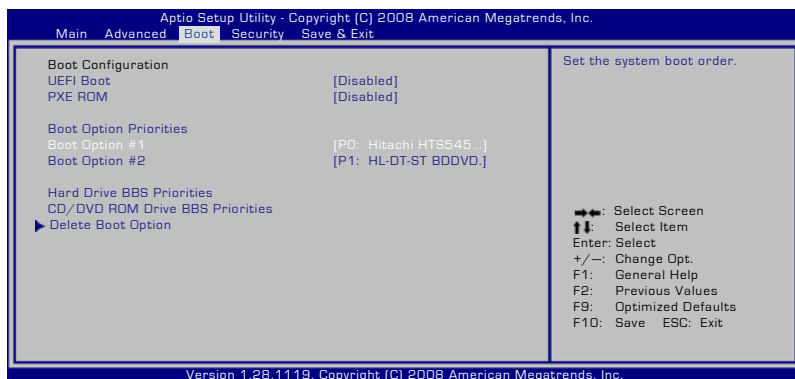 Aptio Setup Utility - Copyright (C) 2008 American Megatrends, Inc.
Main Advanced Boot Security Save & Exit
Boot Configuration
UEFI Boot [Disabled]
PXE ROM [Disabled]
Boot Option Priorities
Boot Option #1 [P0: Hitachi HTS545...]
Boot Option #2 [P1: HL-DT-ST BDDVD.]
Hard Drive BBS Priorities
CD/DVD ROM Drive BBS Priorities
Delete Boot Option
Set the system boot order.
→←: Select Screen
↑↓: Select Item
Enter: Select
+/—: Change Opt.
F1: General Help
F2: Previous Values
F9: Optimized Defaults
F10: Save ESC: Exit
Version 1.28.1119. Copyright (C) 2008 American Megatrends, Inc.